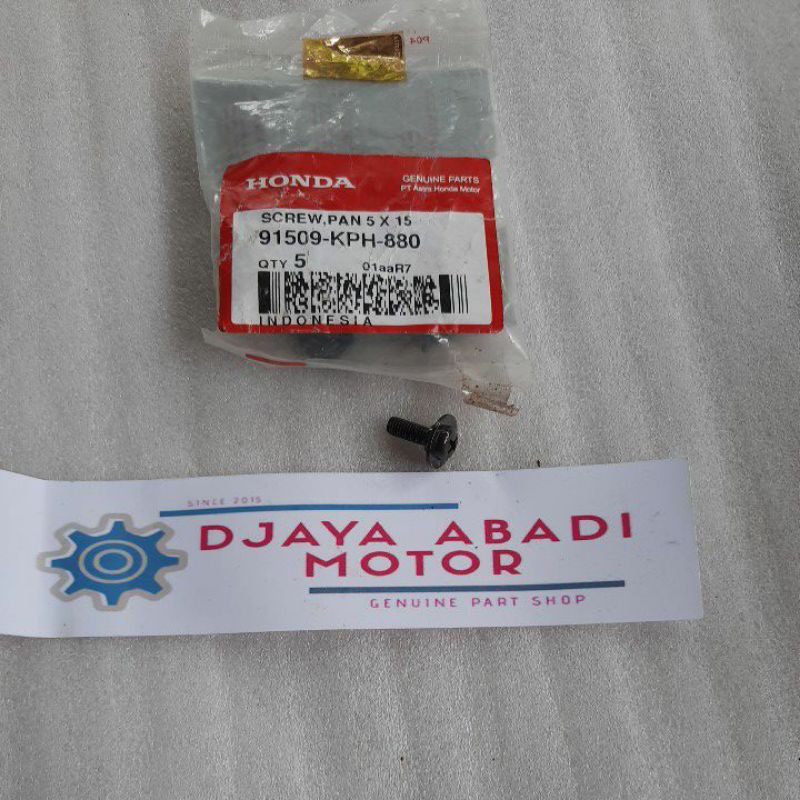 P04
HONDA
GENUINE PARTS
PT Astra Honda Motor
SCREW,PAN 5 X 15
91509-KPH-880
QTY 5 01aaR7
INDONESIA
SINCE 2015
DJAYA ABADI
MOTOR
GENUINE PART SHOP